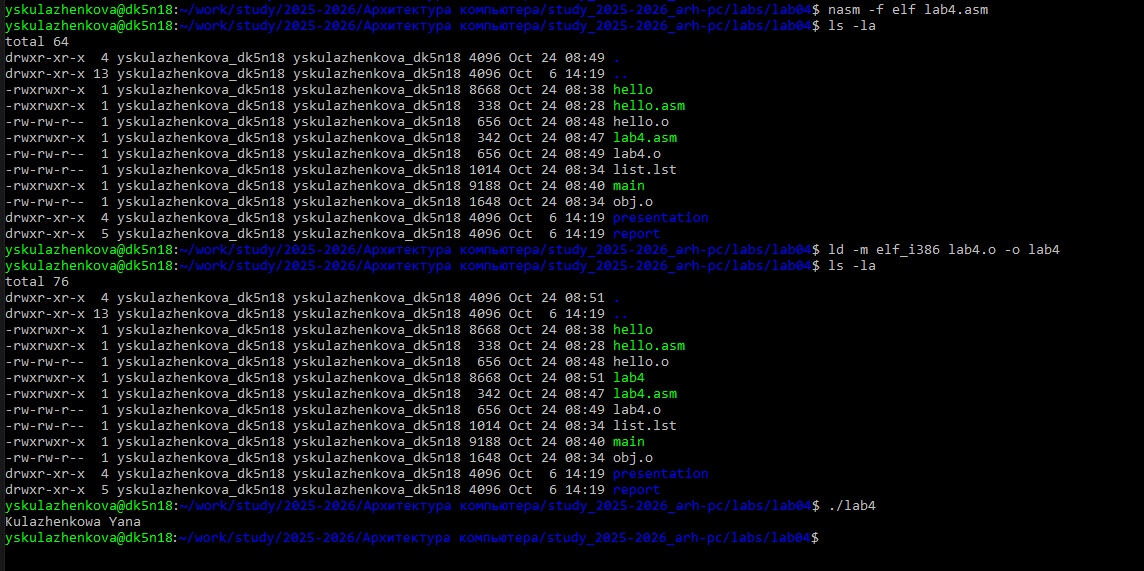 yskulazhenkova@dk5n18:~/work/study/2025-2026/Архитектура компьютера/study_2025-2026_arh-pc/labs/lab04$ nasm -f elf lab4.asm
yskulazhenkova@dk5n18:~/work/study/2025-2026/Архитектура компьютера/study_2025-2026_arh-pc/labs/lab04$ ls -la
total 64
drwxr-xr-x  4 yskulazhenkova_dk5n18 yskulazhenkova_dk5n18 4096 Oct 24 08:49 .
drwxr-xr-x 13 yskulazhenkova_dk5n18 yskulazhenkova_dk5n18 4096 Oct  6 14:19 ..
-rwxrwxr-x  1 yskulazhenkova_dk5n18 yskulazhenkova_dk5n18 8668 Oct 24 08:38 hello
-rwxrwxr-x  1 yskulazhenkova_dk5n18 yskulazhenkova_dk5n18  338 Oct 24 08:28 hello.asm
-rw-rw-r--  1 yskulazhenkova_dk5n18 yskulazhenkova_dk5n18  656 Oct 24 08:48 hello.o
-rwxrwxr-x  1 yskulazhenkova_dk5n18 yskulazhenkova_dk5n18  342 Oct 24 08:47 lab4.asm
-rw-rw-r--  1 yskulazhenkova_dk5n18 yskulazhenkova_dk5n18  656 Oct 24 08:49 lab4.o
-rw-rw-r--  1 yskulazhenkova_dk5n18 yskulazhenkova_dk5n18 1014 Oct 24 08:34 list.lst
-rwxrwxr-x  1 yskulazhenkova_dk5n18 yskulazhenkova_dk5n18 9188 Oct 24 08:40 main
-rw-rw-r--  1 yskulazhenkova_dk5n18 yskulazhenkova_dk5n18 1648 Oct 24 08:34 obj.o
drwxr-xr-x  4 yskulazhenkova_dk5n18 yskulazhenkova_dk5n18 4096 Oct  6 14:19 presentation
drwxr-xr-x  5 yskulazhenkova_dk5n18 yskulazhenkova_dk5n18 4096 Oct  6 14:19 report
yskulazhenkova@dk5n18:~/work/study/2025-2026/Архитектура компьютера/study_2025-2026_arh-pc/labs/lab04$ ld -m elf_i386 lab4.o -o lab4
yskulazhenkova@dk5n18:~/work/study/2025-2026/Архитектура компьютера/study_2025-2026_arh-pc/labs/lab04$ ls -la
total 76
drwxr-xr-x  4 yskulazhenkova_dk5n18 yskulazhenkova_dk5n18 4096 Oct 24 08:51 .
drwxr-xr-x 13 yskulazhenkova_dk5n18 yskulazhenkova_dk5n18 4096 Oct  6 14:19 ..
-rwxrwxr-x  1 yskulazhenkova_dk5n18 yskulazhenkova_dk5n18 8668 Oct 24 08:38 hello
-rwxrwxr-x  1 yskulazhenkova_dk5n18 yskulazhenkova_dk5n18  338 Oct 24 08:28 hello.asm
-rw-rw-r--  1 yskulazhenkova_dk5n18 yskulazhenkova_dk5n18  656 Oct 24 08:48 hello.o
-rwxrwxr-x  1 yskulazhenkova_dk5n18 yskulazhenkova_dk5n18 8668 Oct 24 08:51 lab4
-rwxrwxr-x  1 yskulazhenkova_dk5n18 yskulazhenkova_dk5n18  342 Oct 24 08:47 lab4.asm
-rw-rw-r--  1 yskulazhenkova_dk5n18 yskulazhenkova_dk5n18  656 Oct 24 08:49 lab4.o
-rw-rw-r--  1 yskulazhenkova_dk5n18 yskulazhenkova_dk5n18 1014 Oct 24 08:34 list.lst
-rwxrwxr-x  1 yskulazhenkova_dk5n18 yskulazhenkova_dk5n18 9188 Oct 24 08:40 main
-rw-rw-r--  1 yskulazhenkova_dk5n18 yskulazhenkova_dk5n18 1648 Oct 24 08:34 obj.o
drwxr-xr-x  4 yskulazhenkova_dk5n18 yskulazhenkova_dk5n18 4096 Oct  6 14:19 presentation
drwxr-xr-x  5 yskulazhenkova_dk5n18 yskulazhenkova_dk5n18 4096 Oct  6 14:19 report
yskulazhenkova@dk5n18:~/work/study/2025-2026/Архитектура компьютера/study_2025-2026_arh-pc/labs/lab04$ ./lab4
Kulazhenkowa Yana
yskulazhenkova@dk5n18:~/work/study/2025-2026/Архитектура компьютера/study_2025-2026_arh-pc/labs/lab04$